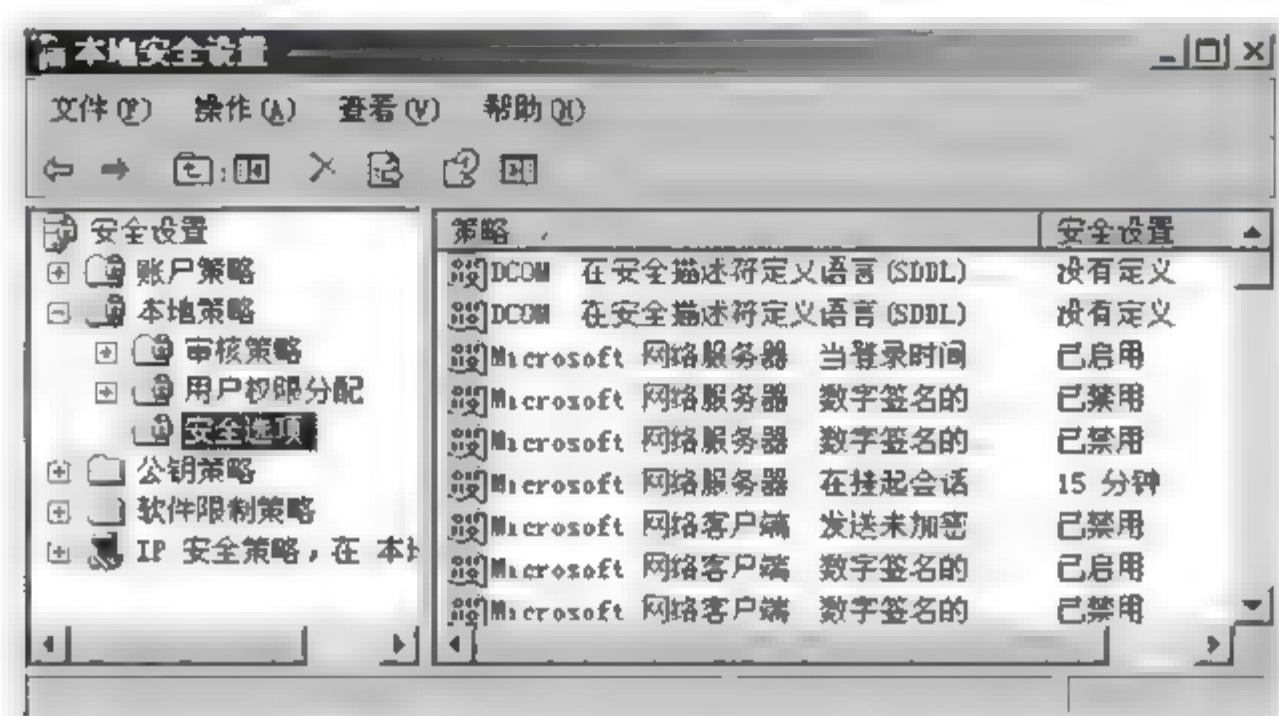 本地安全设置
文件(F) 操作(A) 查看(V) 帮助(H)
安全设置
账户策略
本地策略
审核策略
用户权限分配
安全选项
公钥策略
软件限制策略
IP 安全策略，在 本地
策略 安全设置
DCOM 在安全描述符定义语言(SDDL) 没有定义
DCOM 在安全描述符定义语言(SDDL) 没有定义
Microsoft 网络服务器 当登录时间 已启用
Microsoft 网络服务器 数字签名的 已禁用
Microsoft 网络服务器 数字签名的 已禁用
Microsoft 网络服务器 在挂起会话 15 分钟
Microsoft 网络客户端 发送未加密 已禁用
Microsoft 网络客户端 数字签名的 已启用
Microsoft 网络客户端 数字签名的 已禁用